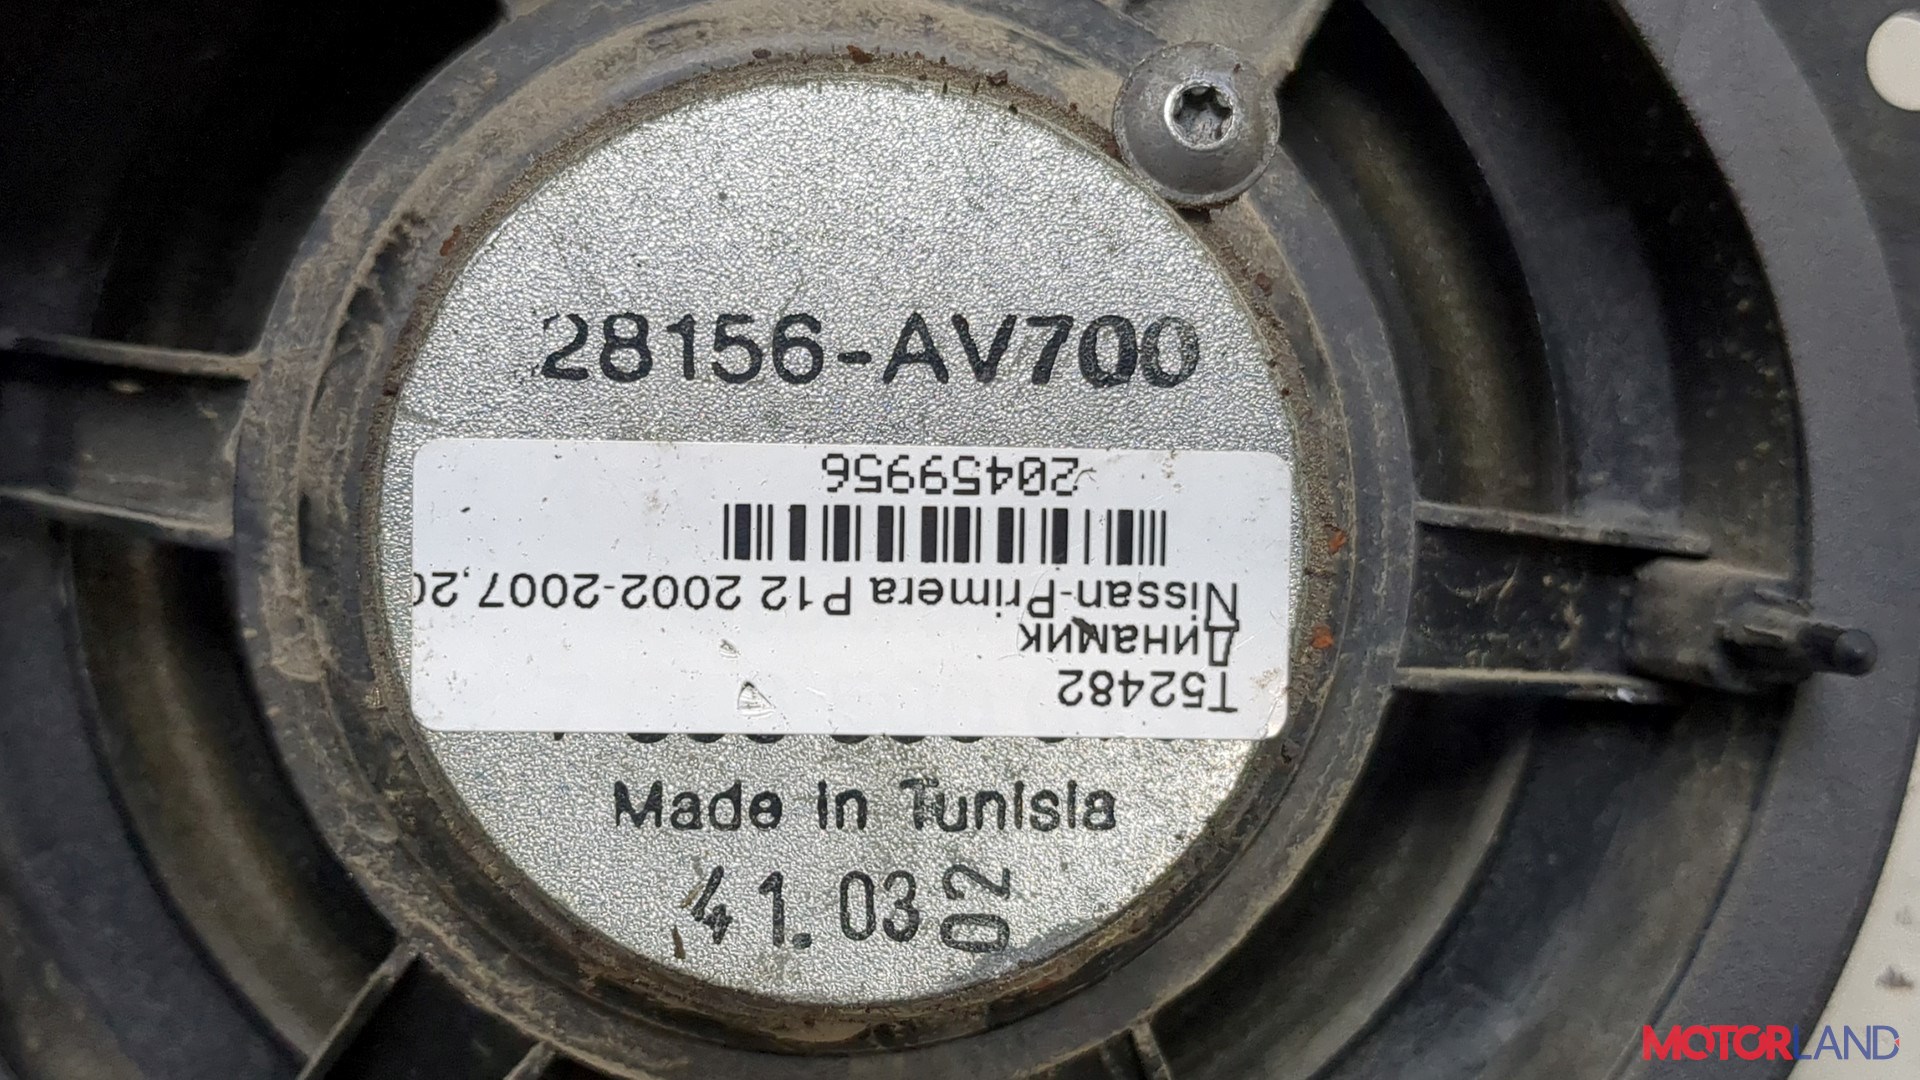 28156-AV700
20459956
Nissan-Primera P12 2002-2007,20
Динамик
T52482
Made in Tunisia
41.03 02
MOTORLAND